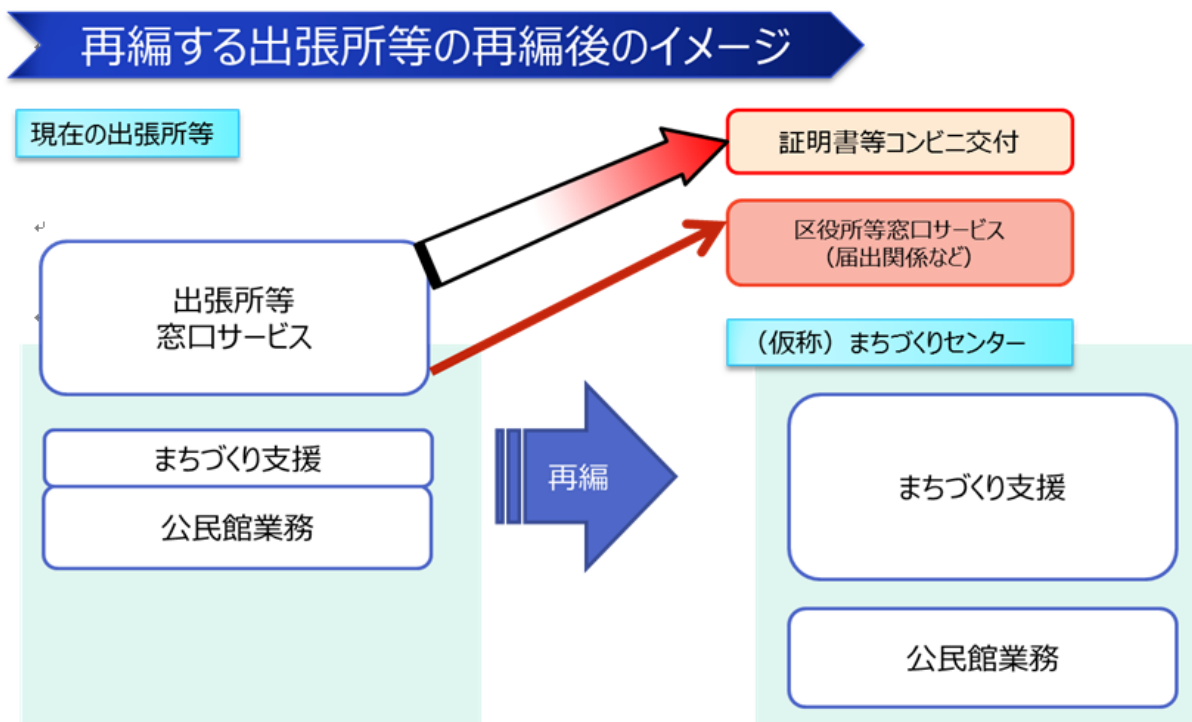 再編する出張所等の再編後のイメージ
現在の出張所等
出張所等
窓口サービス
まちづくり支援
公民館業務
再編
証明書等コンビニ交付
区役所等窓口サービス
（届出関係など）
（仮称）まちづくりセンター
まちづくり支援
公民館業務